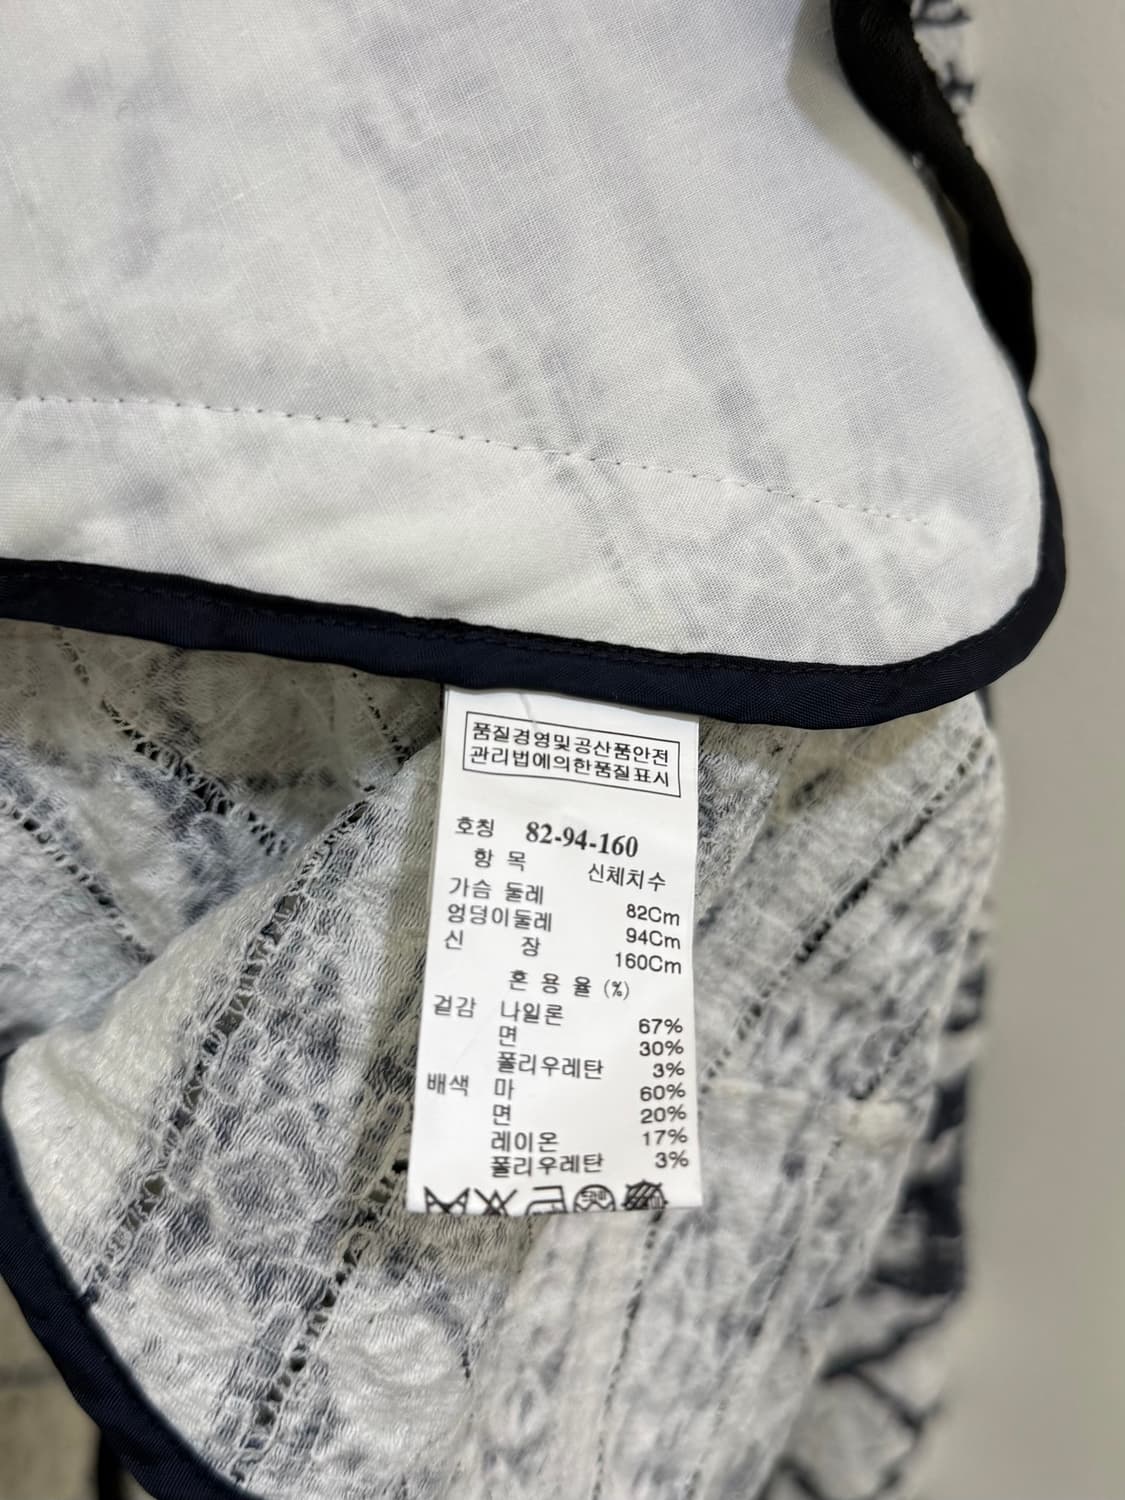 품질경영및공산품안전
관리법에의한품질표시
호칭 82-94-160
항 목 신체치수
가슴 둘레 82Cm
엉덩이둘레 94Cm
신 장 160Cm
혼 용 율 (%)
겉감 나일론 67%
면 30%
폴리우레탄 3%
배색 마 60%
면 20%
레이온 17%
폴리우레탄 3%